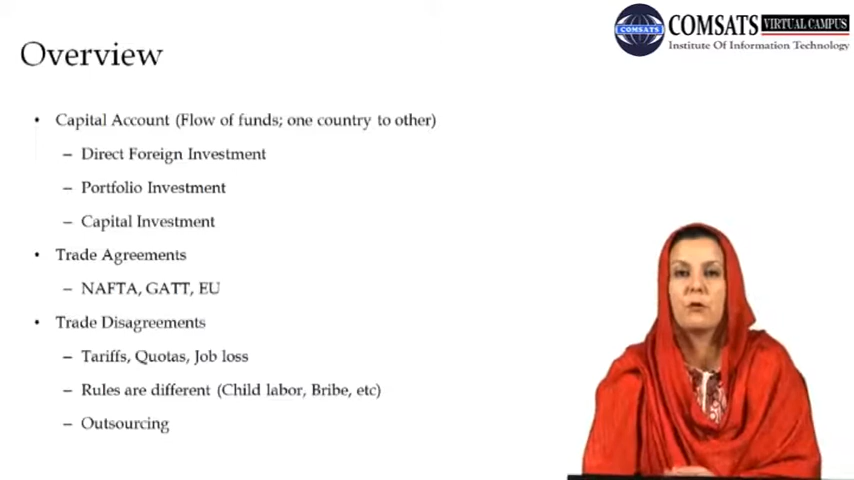 COMSATS
COMSATS VIRTUAL CAMPUS
Institute Of Information Technology
Overview
• Capital Account (Flow of funds; one country to other)
– Direct Foreign Investment
– Portfolio Investment
– Capital Investment
• Trade Agreements
– NAFTA, GATT, EU
• Trade Disagreements
– Tariffs, Quotas, Job loss
– Rules are different (Child labor, Bribe, etc)
– Outsourcing